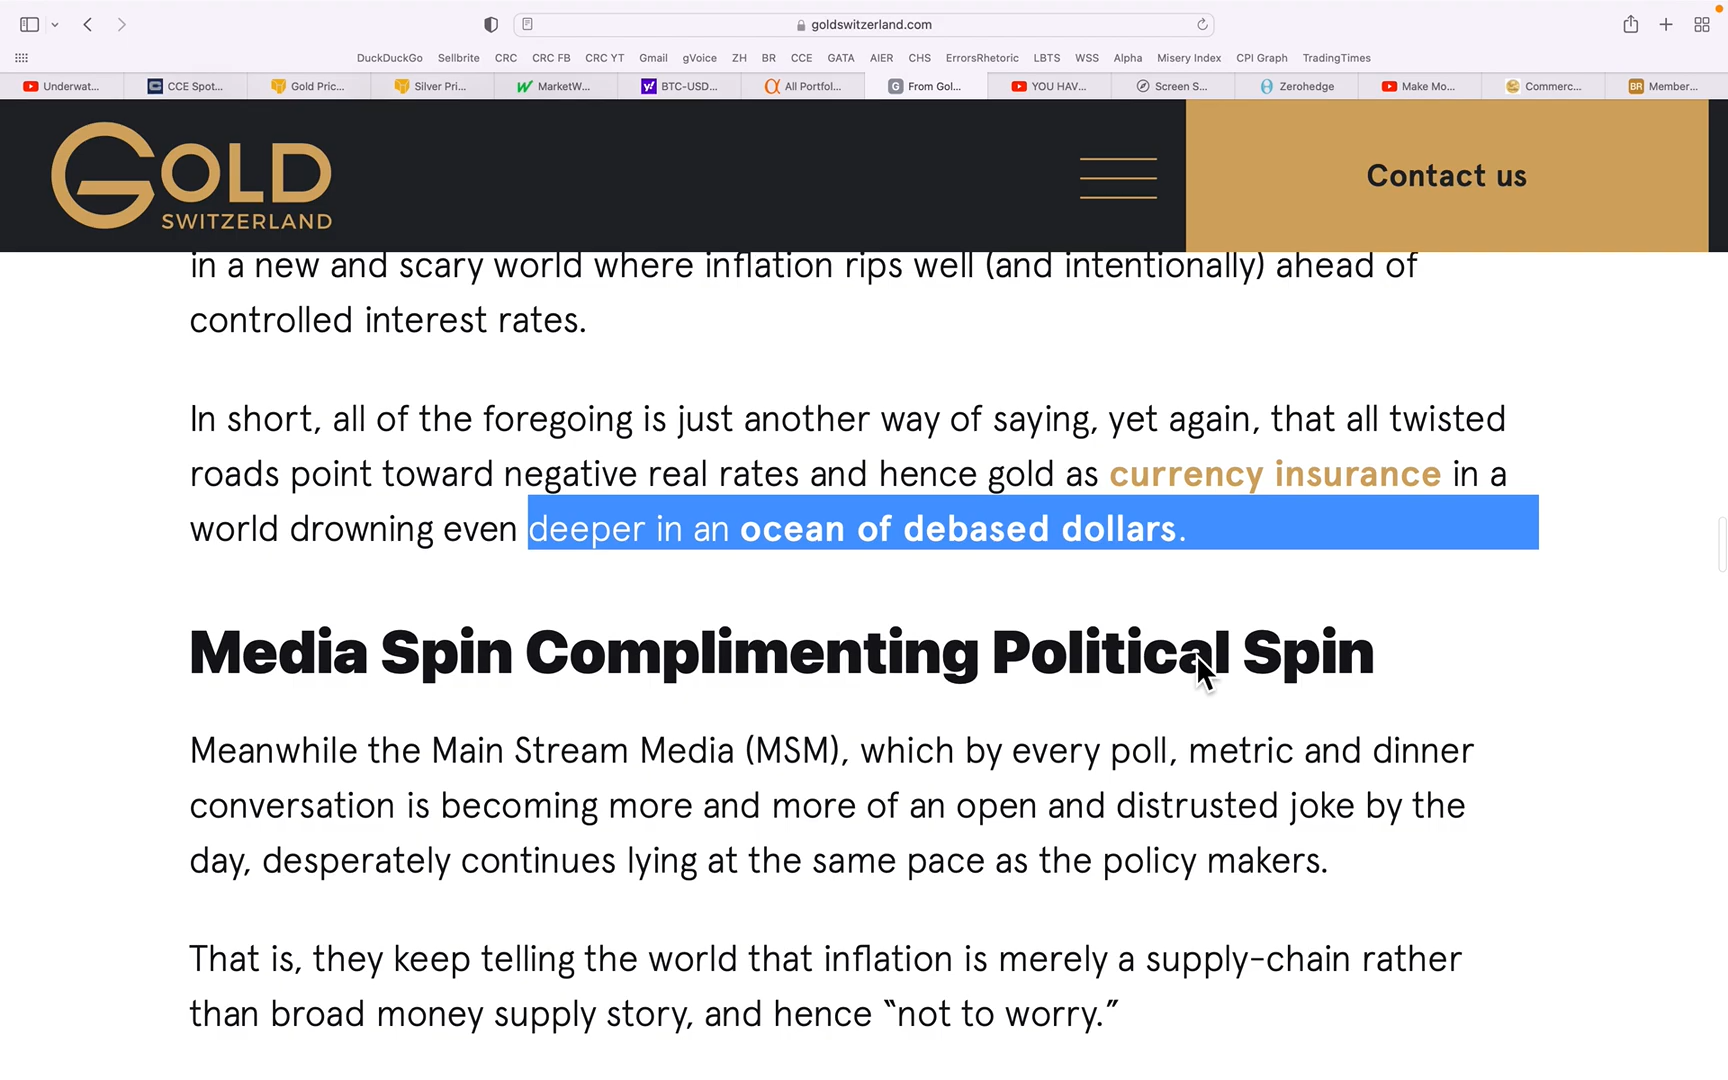 goldswitzerland.com
DuckDuckGo Sellbrite CRC CRC FB CRC YT Gmail gVoice ZH BR CCE GATA AIER CHS ErrorsRhetoric LBTS WSS Alpha Misery Index CPI Graph TradingTimes
Underwat... CCE Spot... Gold Pric... Silver Pri... MarketW... BTC-USD... All Portfol... From Gol... YOU HAV... Screen S... Zerohedge Make Mo... Commerc... Member...
GOLD
SWITZERLAND
Contact us
in a new and scary world where inflation rips well (and intentionally) ahead of
controlled interest rates.
In short, all of the foregoing is just another way of saying, yet again, that all twisted
roads point toward negative real rates and hence gold as currency insurance in a
world drowning even deeper in an ocean of debased dollars.
Media Spin Complimenting Political Spin
Meanwhile the Main Stream Media (MSM), which by every poll, metric and dinner
conversation is becoming more and more of an open and distrusted joke by the
day, desperately continues lying at the same pace as the policy makers.
That is, they keep telling the world that inflation is merely a supply-chain rather
than broad money supply story, and hence “not to worry.”